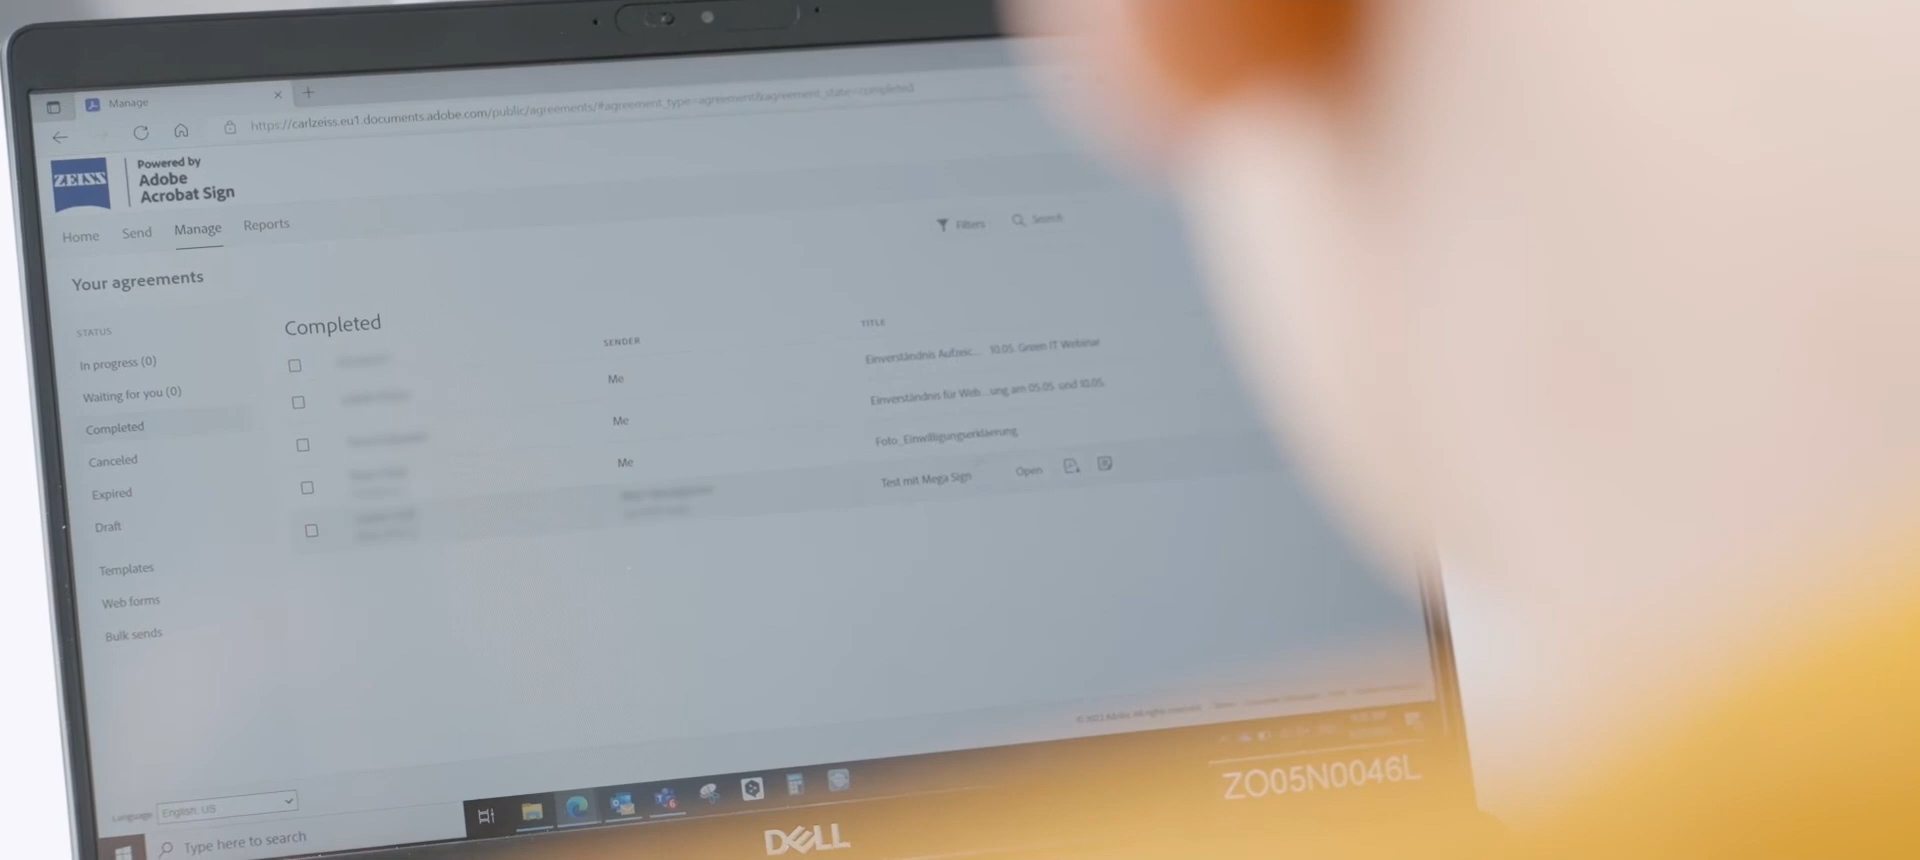 Manage
https://carlzeiss.eu1.documents.adobe.com/public/agreements/#agreement_type=agreement&agreement_state=completed
ZEISS
Powered by
Adobe
Acrobat Sign
Home Send Manage Reports
Filters Search
Your agreements
STATUS
In progress (0)
Waiting for you (0)
Completed
Canceled
Expired
Draft
Templates
Web forms
Bulk sends
Completed
SENDER
TITLE
Me
Einverständnis Aufzeic... 10.05. Green IT Webinar
Me
Einverständnis für Web...ung am 05.05. und 10.05.
Me
Foto_Einwilligungserklaerung
Test mit Mega Sign Open
Language English: US
Type here to search
DELL
ZO05N0046L